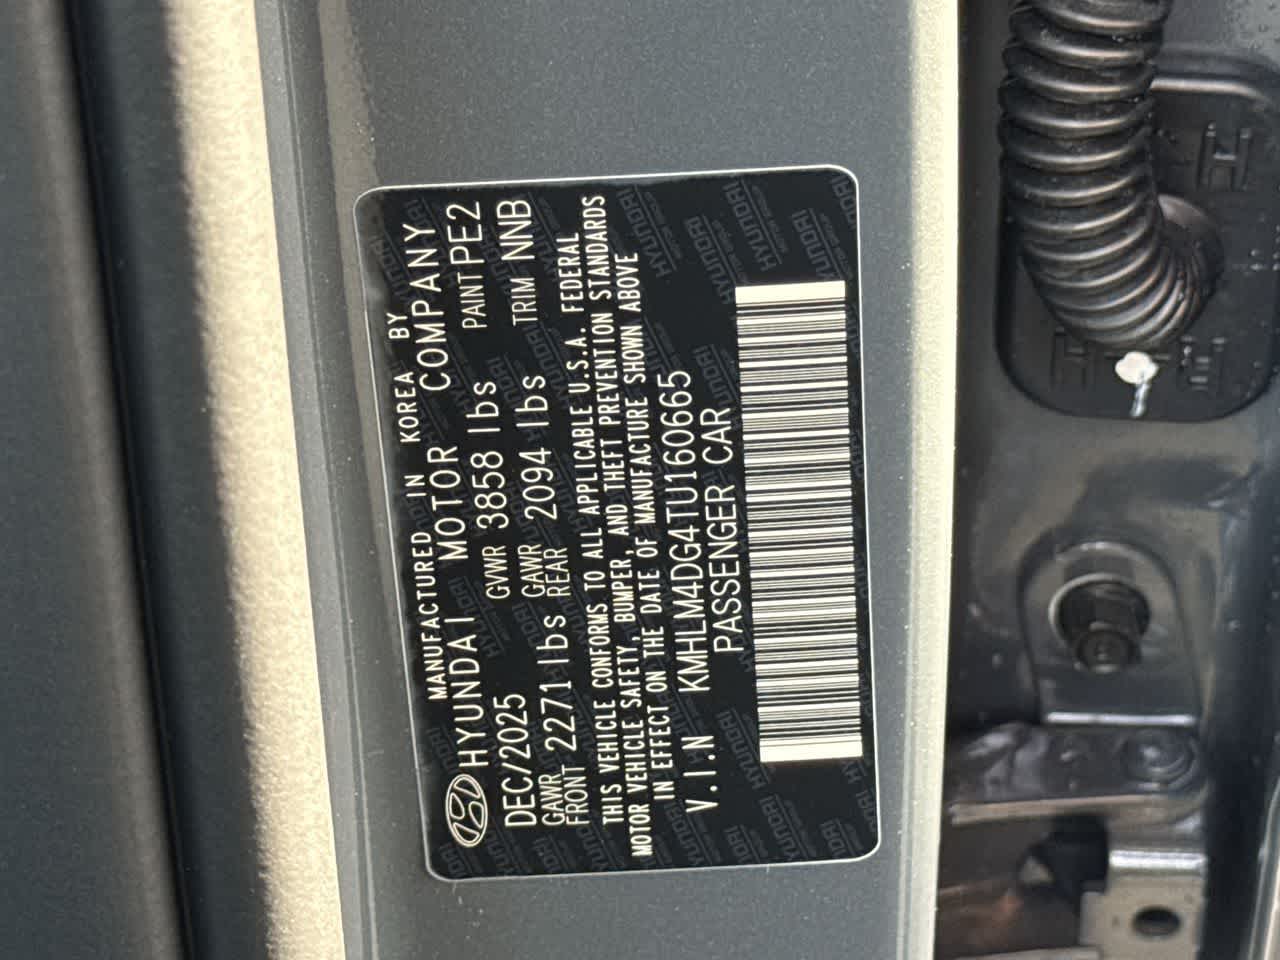 MANUFACTURED IN KOREA BY
HYUNDAI MOTOR COMPANY
DEC/2025 GVWR 3858 lbs PAINT PE2
GAWR FRONT 2271 lbs GAWR REAR 2094 lbs TRIM NNB
THIS VEHICLE CONFORMS TO ALL APPLICABLE U.S.A. FEDERAL
MOTOR VEHICLE SAFETY, BUMPER, AND THEFT PREVENTION STANDARDS
IN EFFECT ON THE DATE OF MANUFACTURE SHOWN ABOVE
V.I.N KMHLM4DG4TU160665
PASSENGER CAR